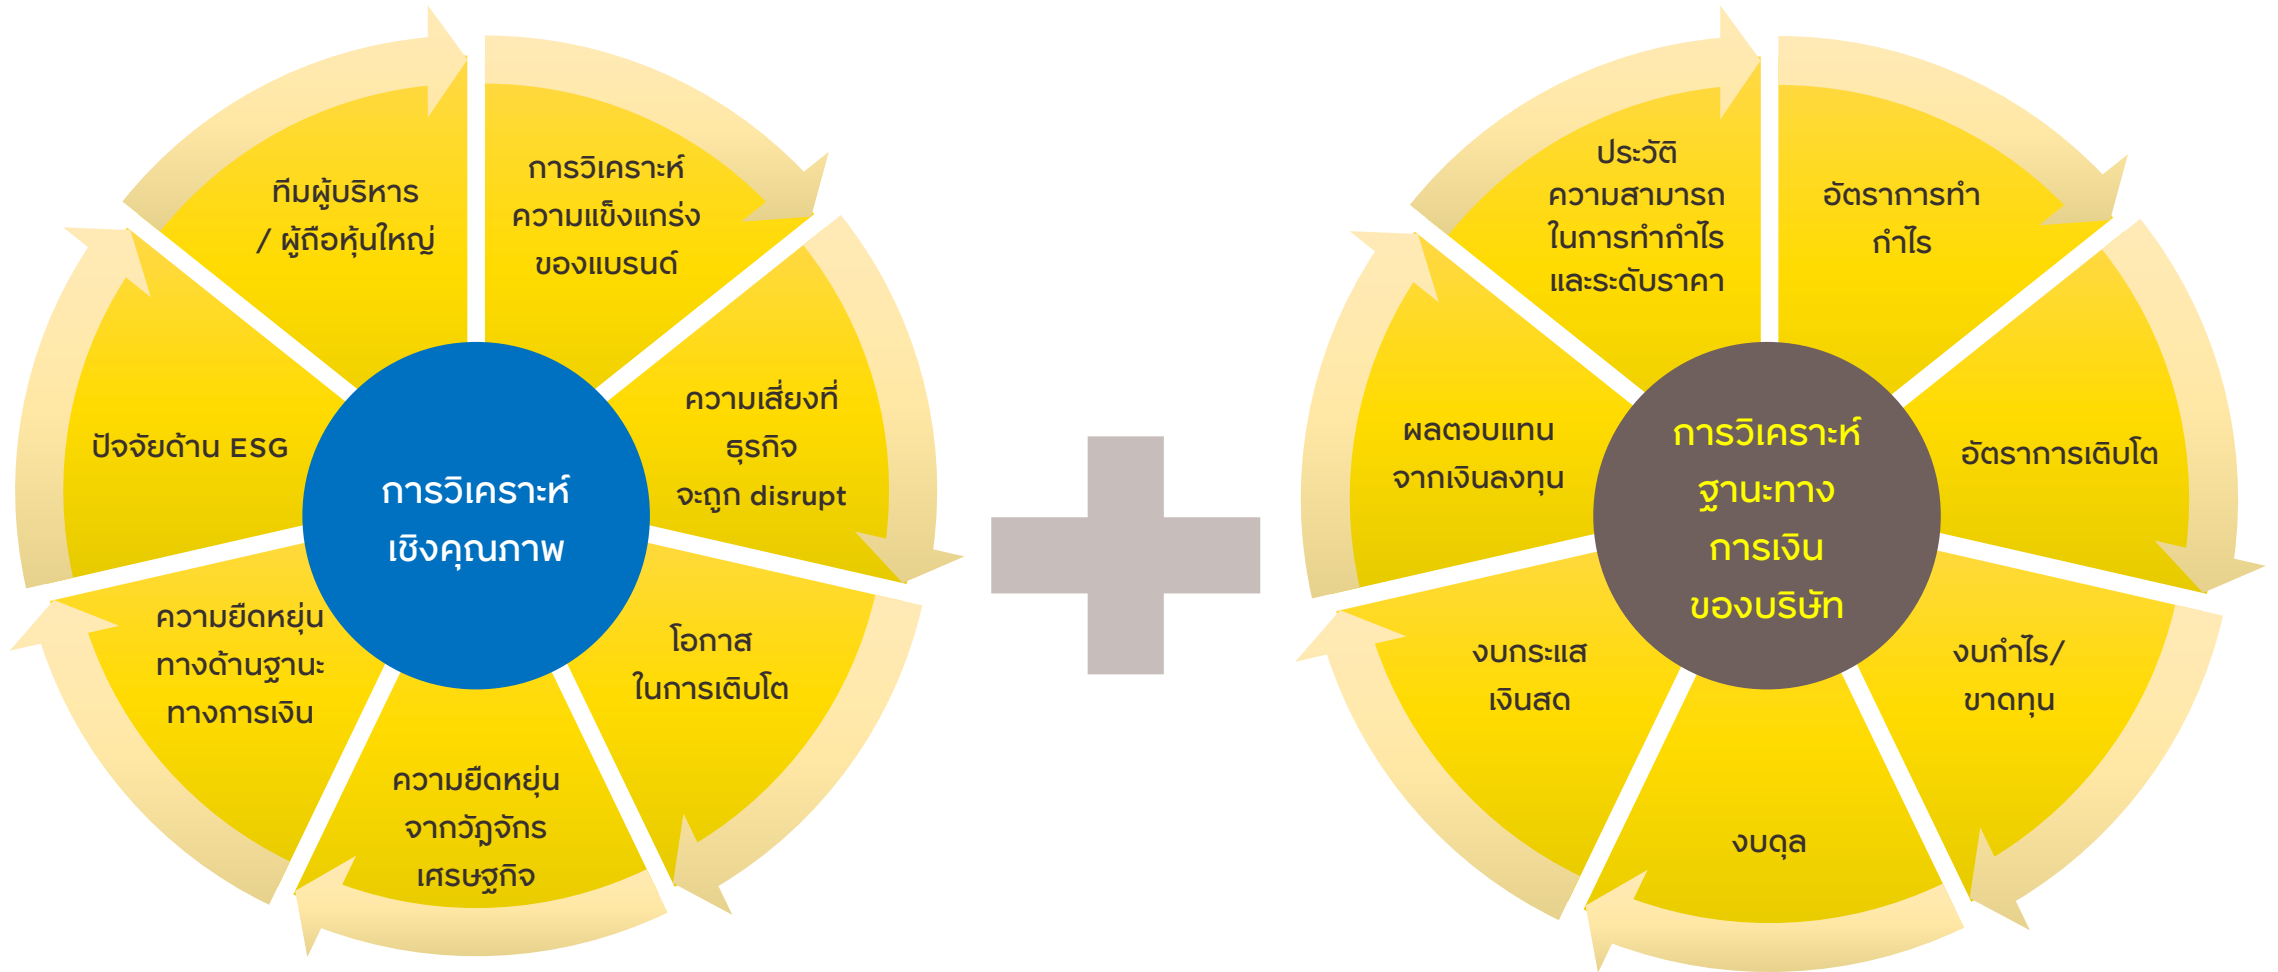 การวิเคราะห์
เชิงคุณภาพ
การวิเคราะห์
ความแข็งแกร่ง
ของแบรนด์
ความเสี่ยงที่
ธุรกิจ
จะถูก disrupt
โอกาส
ในการเติบโต
ความยืดหยุ่น
จากวัฏจักร
เศรษฐกิจ
ความยืดหยุ่น
ทางด้านฐานะ
ทางการเงิน
ปัจจัยด้าน ESG
ทีมผู้บริหาร
/ ผู้ถือหุ้นใหญ่
การวิเคราะห์
ฐานะทาง
การเงิน
ของบริษัท
อัตราการทำ
กำไร
อัตราการเติบโต
งบกำไร/
ขาดทุน
งบดุล
งบกระแส
เงินสด
ผลตอบแทน
จากเงินลงทุน
ประวัติ
ความสามารถ
ในการทำกำไร
และระดับราคา